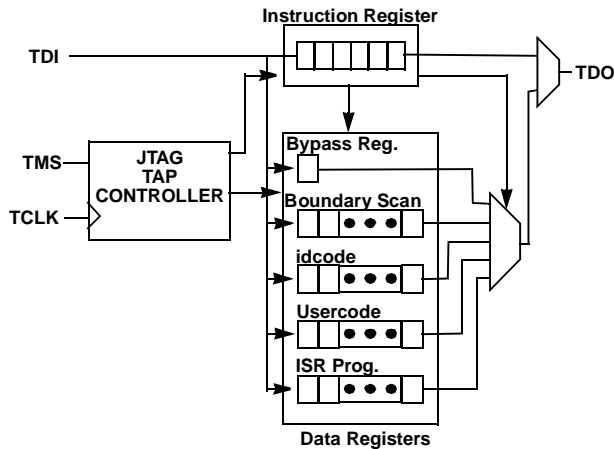 Instruction Register
TDI
TDO
TMS
JTAG
TAP
CONTROLLER
TCLK
Bypass Reg.
Boundary Scan
idcode
Usercode
ISR Prog.
Data Registers